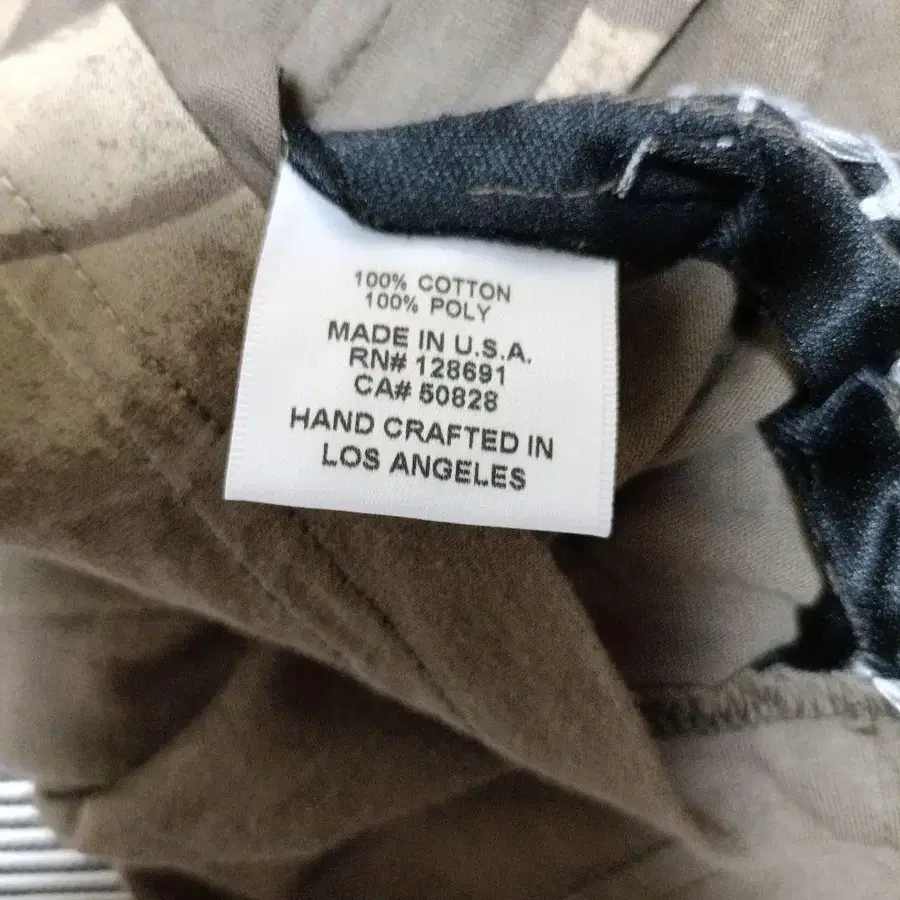 100% COTTON
100% POLY
MADE IN U.S.A.
RN# 128691
CA# 50828
HAND CRAFTED IN
LOS ANGELES